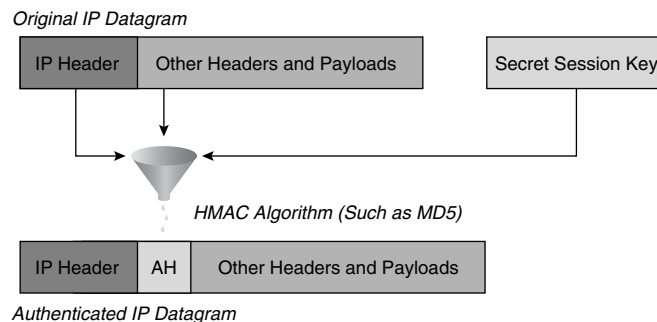 Original IP Datagram
IP Header
Other Headers and Payloads
Secret Session Key
HMAC Algorithm (Such as MD5)
IP Header
AH
Other Headers and Payloads
Authenticated IP Datagram